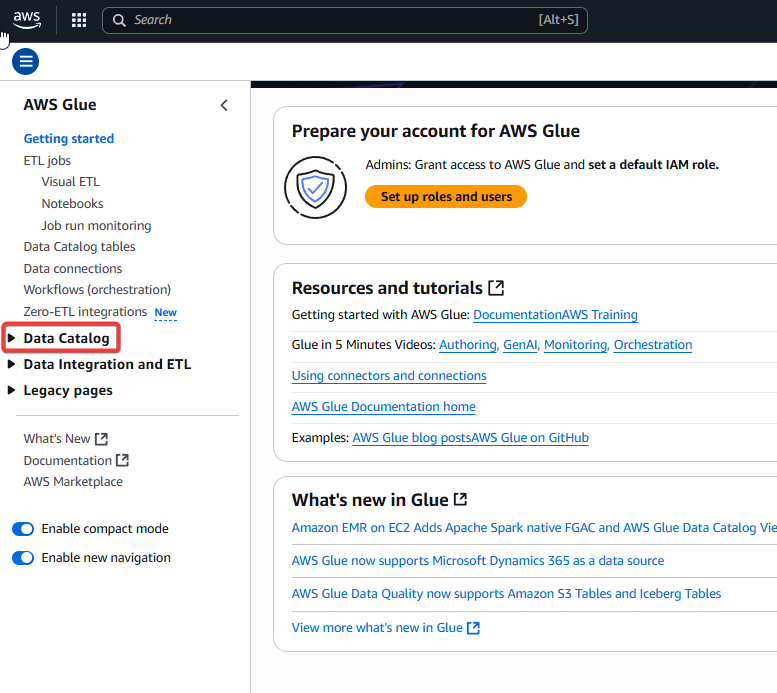 aws
Search
[Alt+S]
AWS Glue
Getting started
ETL jobs
Visual ETL
Notebooks
Job run monitoring
Data Catalog tables
Data connections
Workflows (orchestration)
Zero-ETL integrations New
Data Catalog
Data Integration and ETL
Legacy pages
What's New
Documentation
AWS Marketplace
Enable compact mode
Enable new navigation
Prepare your account for AWS Glue
Admins: Grant access to AWS Glue and set a default IAM role.
Set up roles and users
Resources and tutorials
Getting started with AWS Glue: DocumentationAWS Training
Glue in 5 Minutes Videos: Authoring, GenAI, Monitoring, Orchestration
Using connectors and connections
AWS Glue Documentation home
Examples: AWS Glue blog postsAWS Glue on GitHub
What's new in Glue
Amazon EMR on EC2 Adds Apache Spark native FGAC and AWS Glue Data Catalog Vie
AWS Glue now supports Microsoft Dynamics 365 as a data source
AWS Glue Data Quality now supports Amazon S3 Tables and Iceberg Tables
View more what's new in Glue